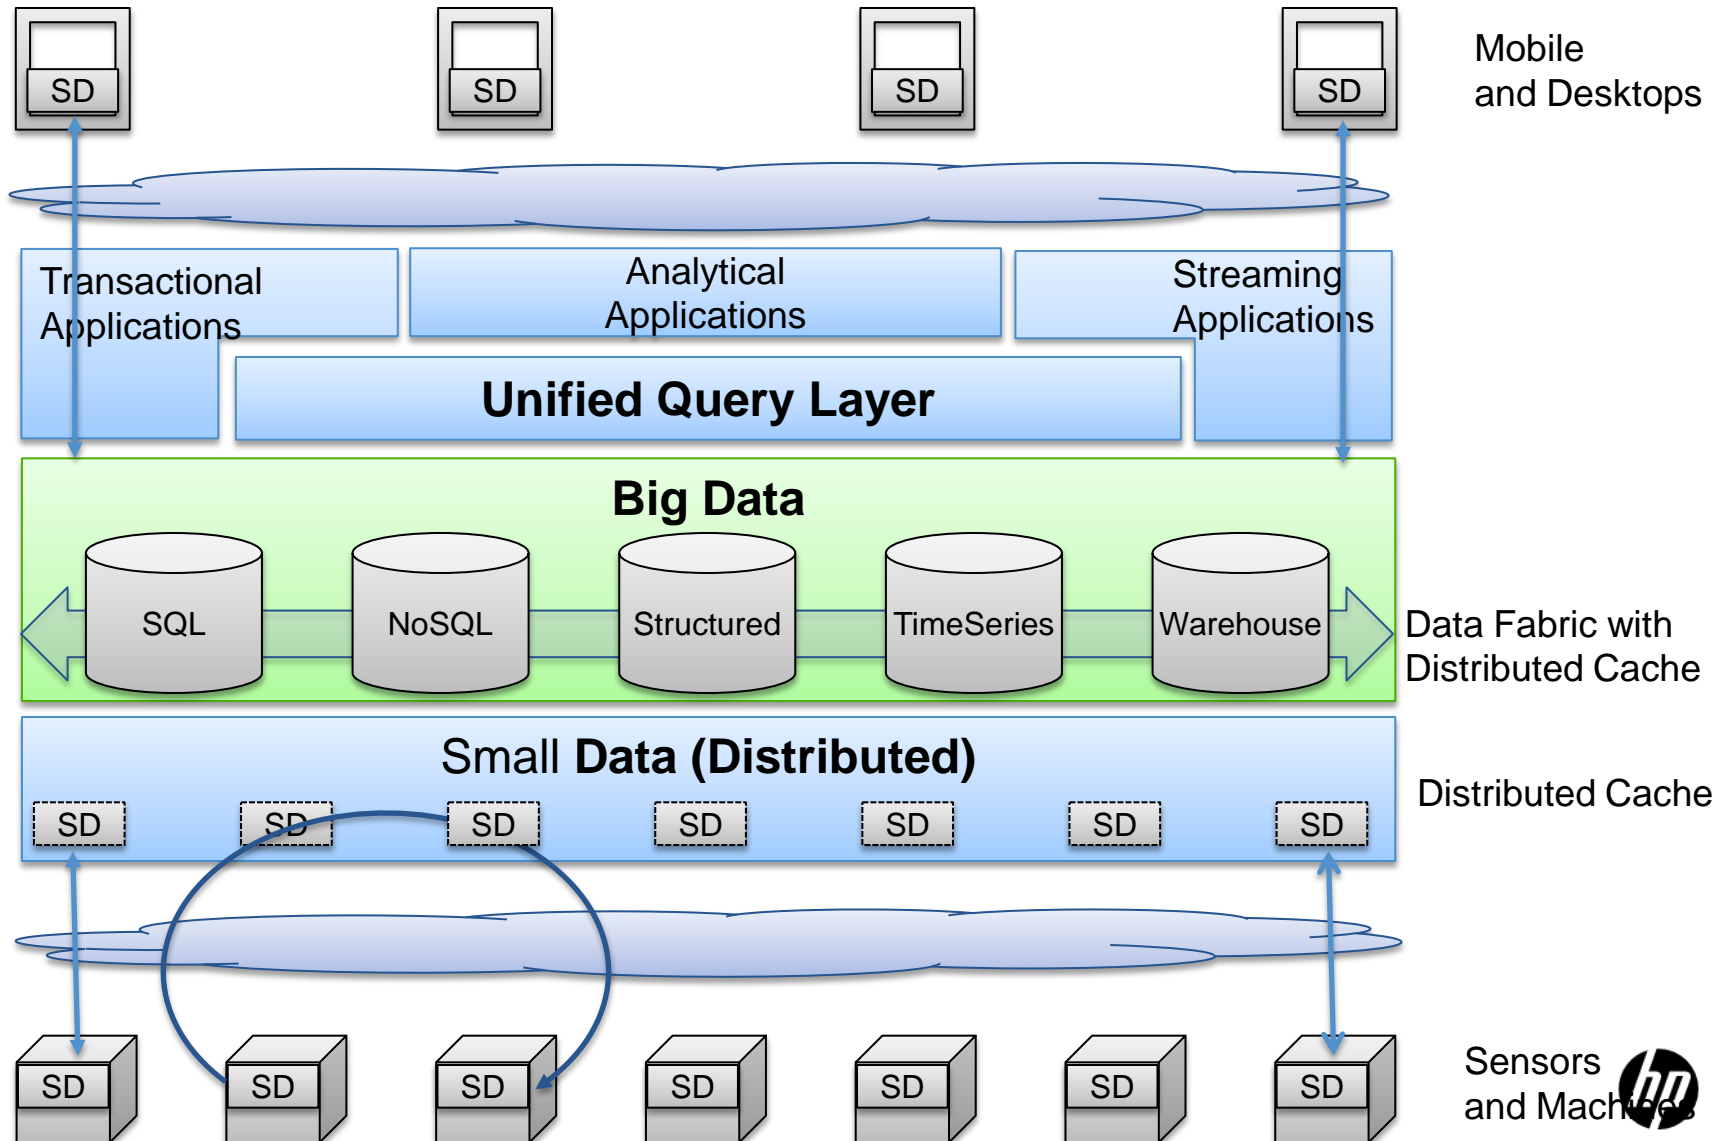 SD
SD
SD
SD
Mobile
and Desktops
Transactional
Applications
Analytical
Applications
Streaming
Applications
Unified Query Layer
Big Data
SQL
NoSQL
Structured
TimeSeries
Warehouse
Data Fabric with
Distributed Cache
Small Data (Distributed)
SD
SD
SD
SD
SD
SD
SD
Distributed Cache
SD
SD
SD
SD
SD
SD
SD
Sensors
and Machines
hp